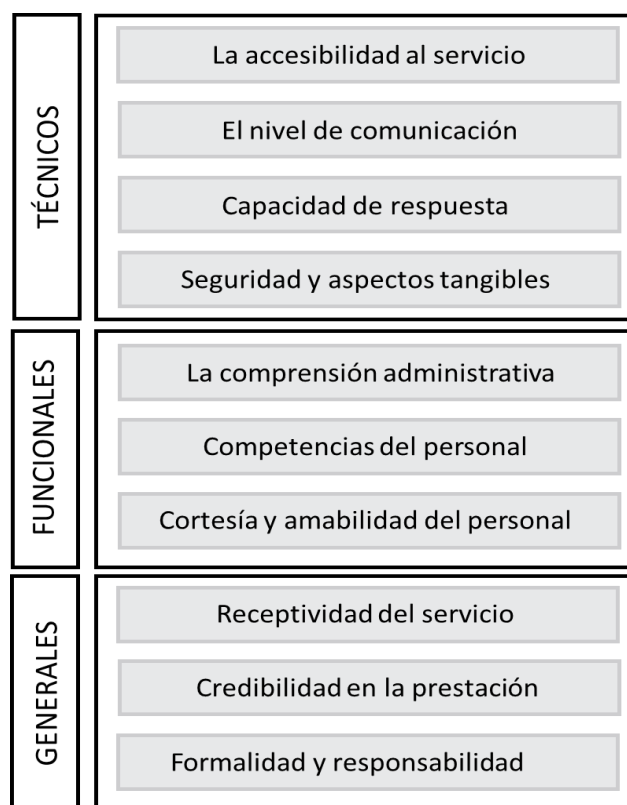 TÉCNICOS
La accesibilidad al servicio
El nivel de comunicación
Capacidad de respuesta
Seguridad y aspectos tangibles
FUNCIONALES
La comprensión administrativa
Competencias del personal
Cortesía y amabilidad del personal
GENERALES
Receptividad del servicio
Credibilidad en la prestación
Formalidad y responsabilidad